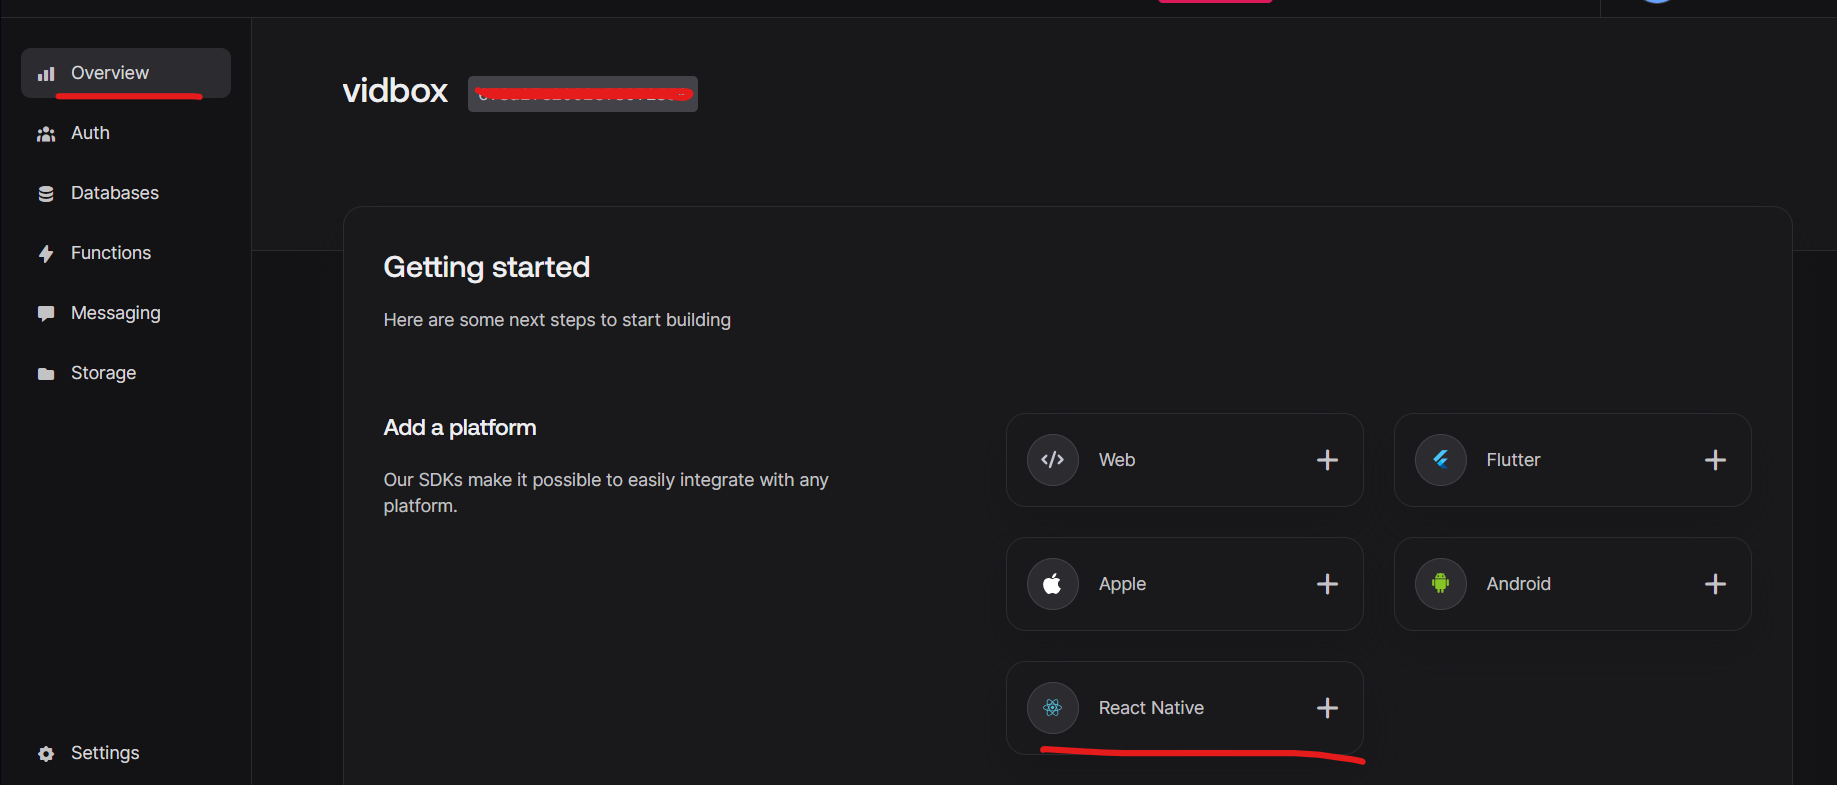 Overview
Auth
Databases
Functions
Messaging
Storage
Settings
vidbox
Getting started
Here are some next steps to start building
Add a platform
Our SDKs make it possible to easily integrate with any
platform.
Web
Flutter
Apple
Android
React Native